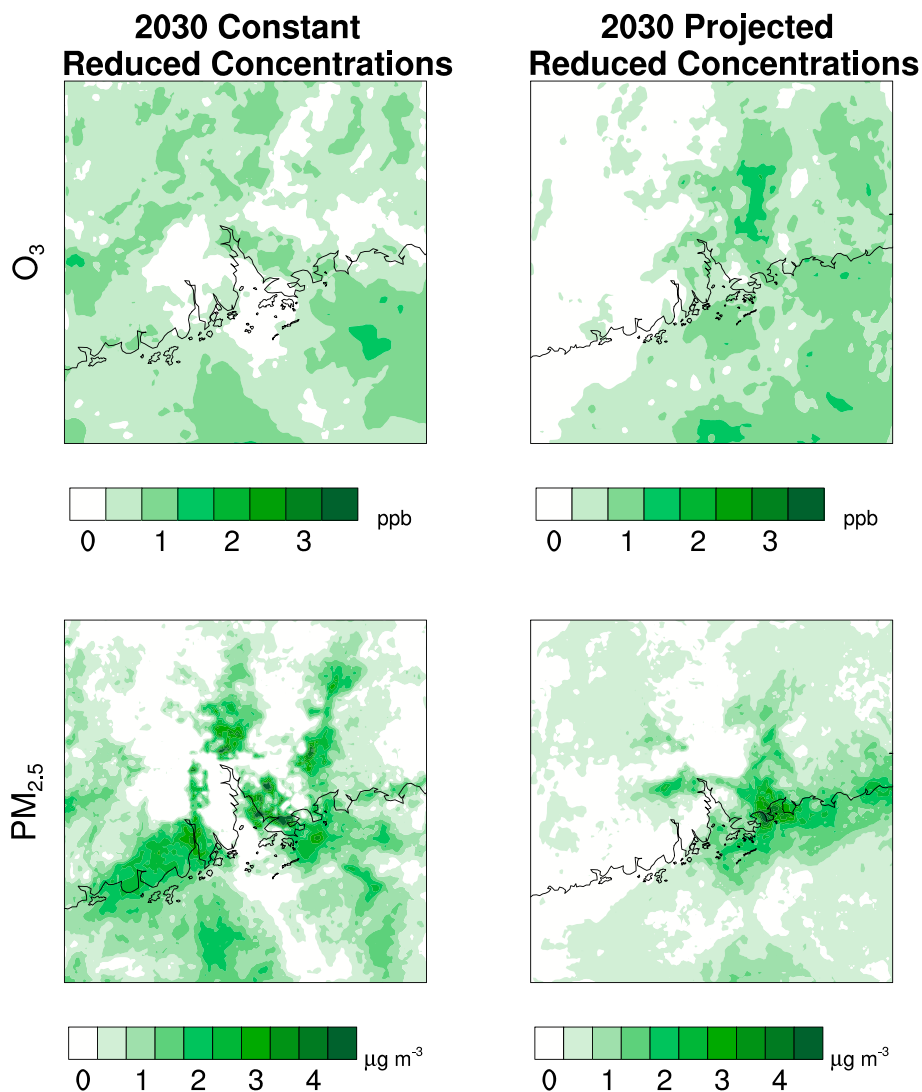 2030 Constant
Reduced Concentrations
2030 Projected
Reduced Concentrations
O3
0 1 2 3 ppb
0 1 2 3 ppb
PM2.5
0 1 2 3 4 μg m-3
0 1 2 3 4 μg m-3